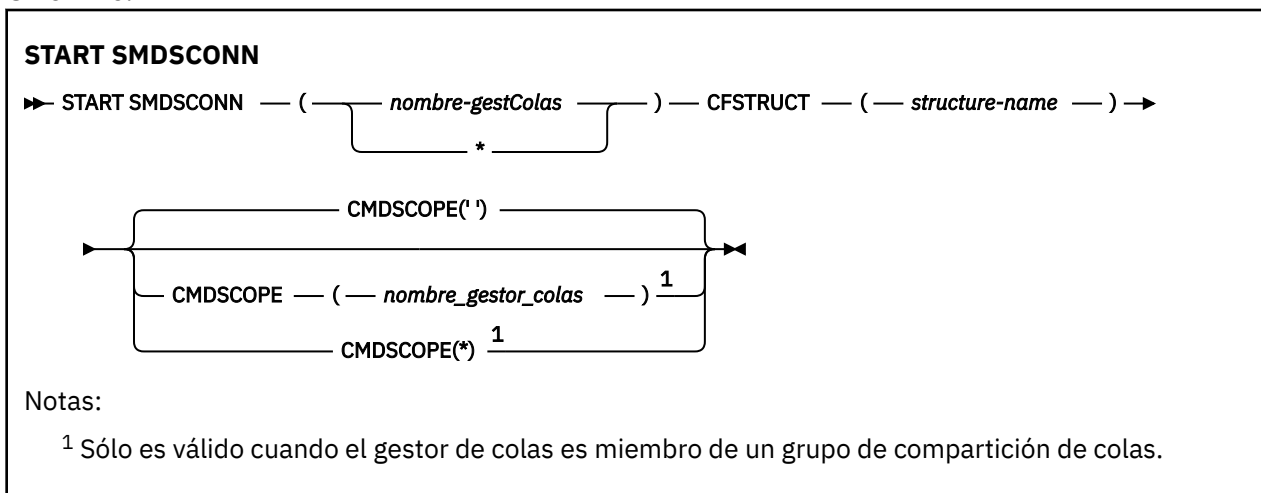 START SMDSCONN
START SMDSCONN ( nombre-gestColas ) CFSTRUCT ( structure-name )
*
CMDSCOPE(' ')
CMDSCOPE ( nombre_gestor_colas ) 1
CMDSCOPE(*) 1
Notas:
1 Sólo es válido cuando el gestor de colas es miembro de un grupo de compartición de colas.